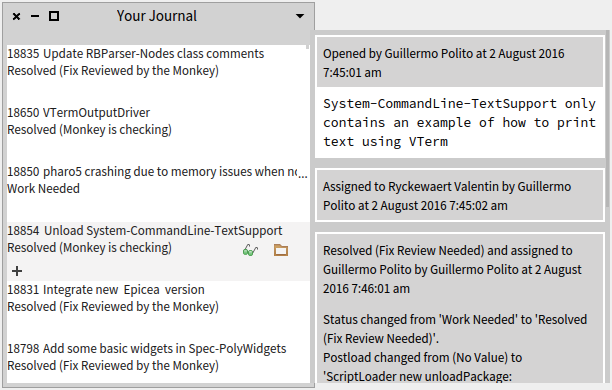 Your Journal
18835 Update RBParser-Nodes class comments
Resolved (Fix Reviewed by the Monkey)
18650 VTermOutputDriver
Resolved (Monkey is checking)
18850 pharo5 crashing due to memory issues when no...
Work Needed
18854 Unload System-CommandLine-TextSupport
Resolved (Monkey is checking)
18831 Integrate new Epicea version
Resolved (Fix Reviewed by the Monkey)
18798 Add some basic widgets in Spec-PolyWidgets
Resolved (Fix Reviewed by the Monkey)
Opened by Guillermo Polito at 2 August 2016
7:45:01 am
System-CommandLine-TextSupport only
contains an example of how to print
text using VTerm
Assigned to Ryckewaert Valentin by Guillermo
Polito at 2 August 2016 7:45:02 am
Resolved (Fix Review Needed) and assigned to
Guillermo Polito by Guillermo Polito at 2 August
2016 7:46:01 am
Status changed from 'Work Needed' to 'Resolved
(Fix Review Needed)'.
Postload changed from (No Value) to
'ScriptLoader new unloadPackage: